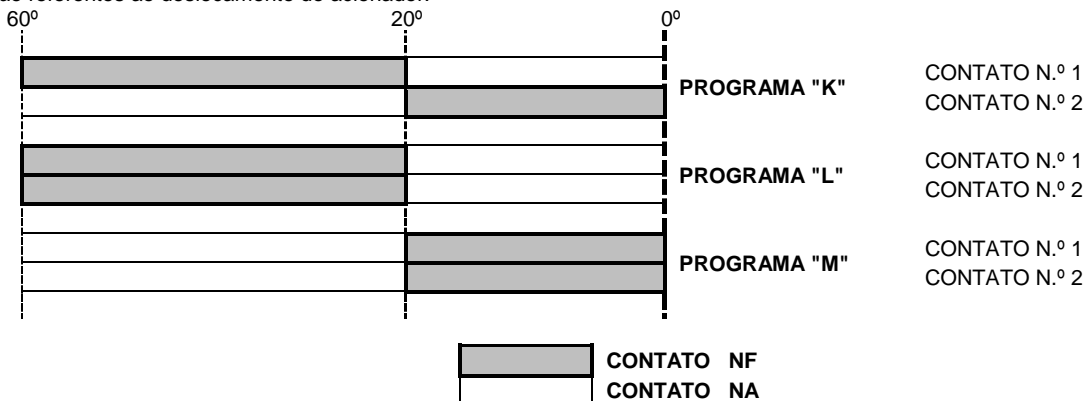 60º 20º 0º
PROGRAMA "K"
CONTATO N.º 1
CONTATO N.º 2
PROGRAMA "L"
CONTATO N.º 1
CONTATO N.º 2
PROGRAMA "M"
CONTATO N.º 1
CONTATO N.º 2
CONTATO NF
CONTATO NA